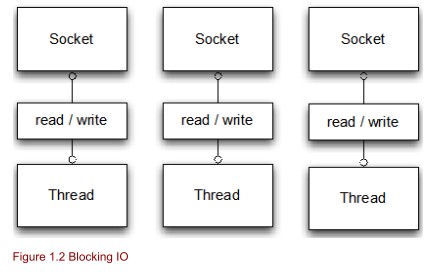 Socket Socket Socket
read / write read / write read / write
Thread Thread Thread
Figure 1.2 Blocking IO